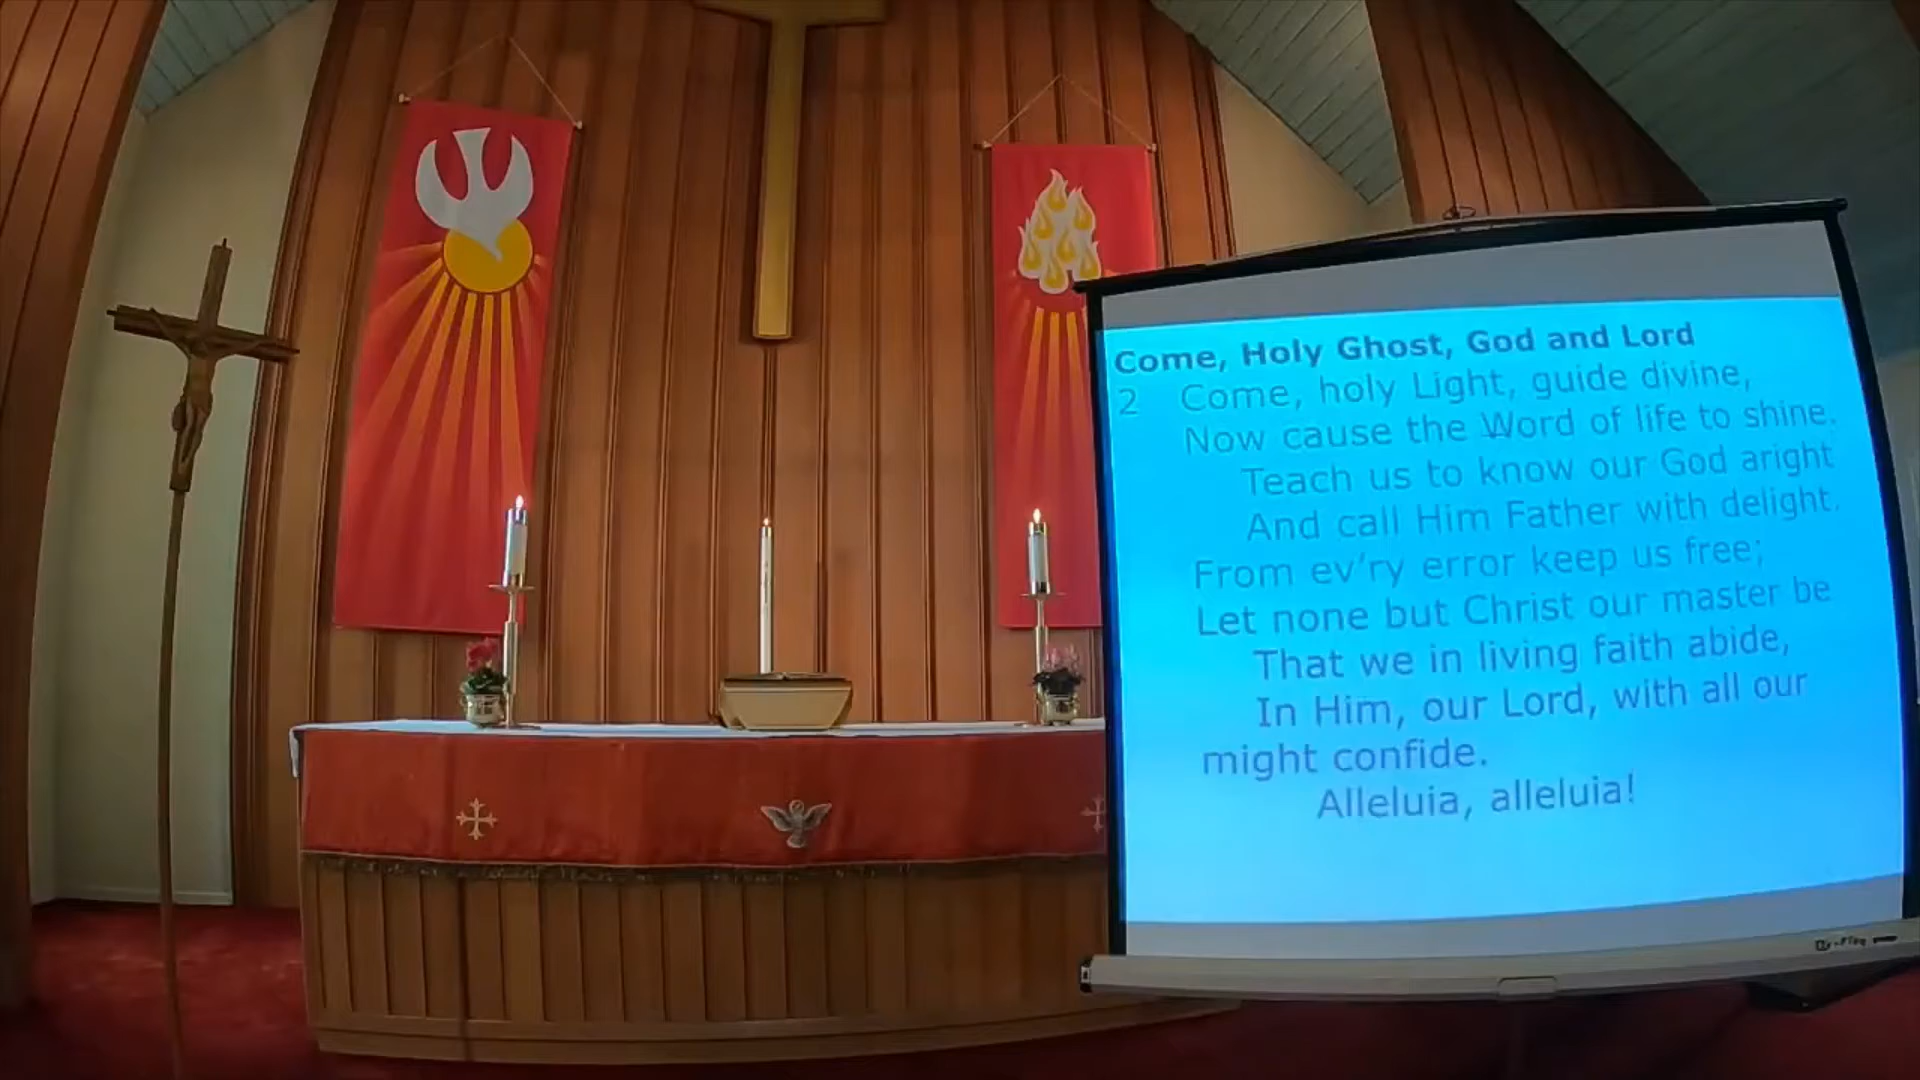 Come, Holy Ghost, God and Lord
2 Come, holy Light, guide divine,
Now cause the Word of life to shine.
Teach us to know our God aright
And call Him Father with delight.
From ev'ry error keep us free;
Let none but Christ our master be
That we in living faith abide,
In Him, our Lord, with all our
might confide.
Alleluia, alleluia!